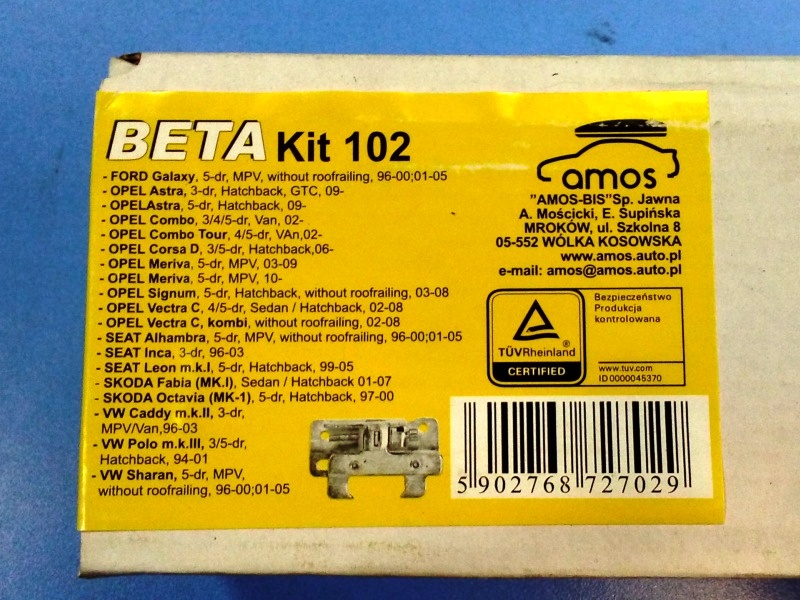 BETA Kit 102
- FORD Galaxy, 5-dr, MPV, without roofrailing, 96-00;01-05
- OPEL Astra, 3-dr, Hatchback, GTC, 09-
- OPELAstra, 5-dr, Hatchback, 09-
- OPEL Combo, 3/4/5-dr, Van, 02-
- OPEL Combo Tour, 4/5-dr, VAn,02-
- OPEL Corsa D, 3/5-dr, Hatchback,06-
- OPEL Meriva, 5-dr, MPV, 03-09
- OPEL Meriva, 5-dr, MPV, 10-
- OPEL Signum, 5-dr, Hatchback, without roofrailing, 03-08
- OPEL Vectra C, 4/5-dr, Sedan / Hatchback, 02-08
- OPEL Vectra C, kombi, without roofrailing, 02-08
- SEAT Alhambra, 5-dr, MPV, without roofrailing, 96-00;01-05
- SEAT Inca, 3-dr, 96-03
- SEAT Leon m.k.I, 5-dr, Hatchback, 99-05
- SKODA Fabia (MK.I), Sedan / Hatchback 01-07
- SKODA Octavia (MK-1), 5-dr, Hatchback, 97-00
- VW Caddy m.k.II, 3-dr,
MPV/Van,96-03
- VW Polo m.k.III, 3/5-dr,
Hatchback, 94-01
- VW Sharan, 5-dr, MPV,
without roofrailing, 96-00;01-05
amos
"AMOS-BIS"Sp. Jawna
A. Mościcki, E. Supińska
MROKÓW, ul. Szkolna 8
05-552 WÓLKA KOSOWSKA
www.amos.auto.pl
e-mail: amos@amos.auto.pl
TÜVRheinland ®
CERTIFIED
Bezpieczeństwo
Produkcja
kontrolowana
www.tuv.com
ID 0000045370
5 902768 727029